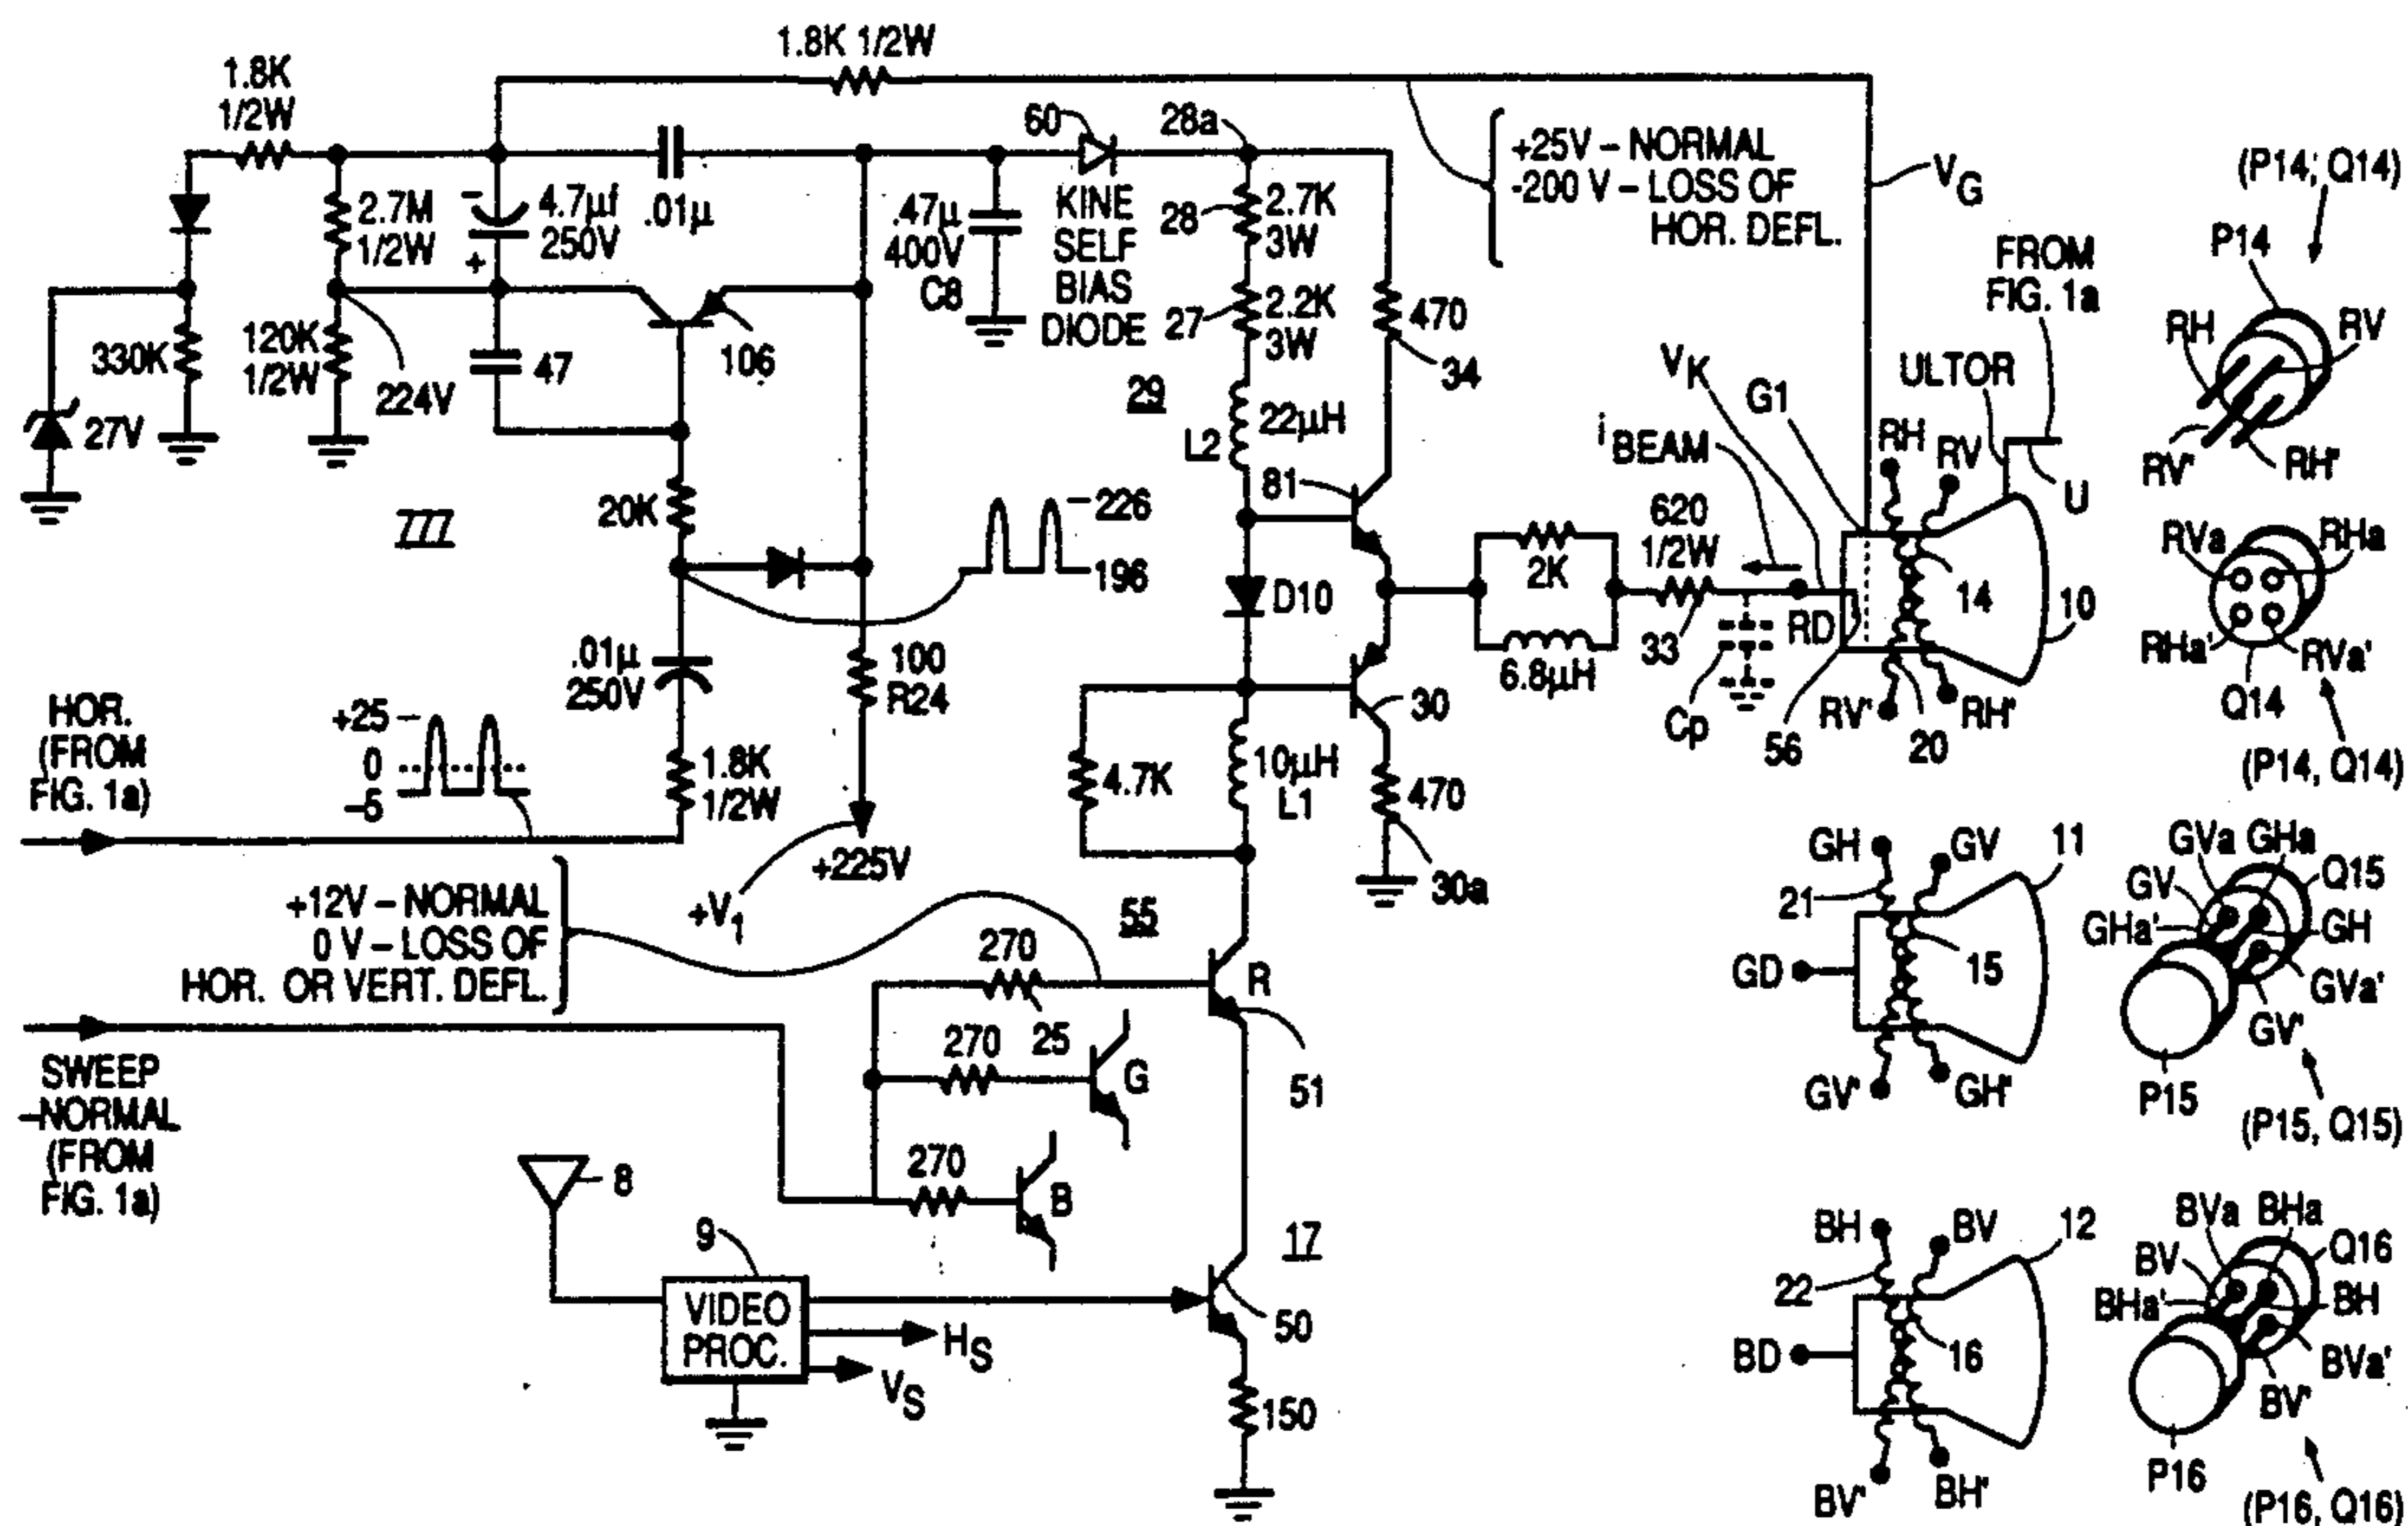 1.8K 1/2W
1.8K
1/2W
2.7M
1/2W
4.7µf
250V
-
+
.01µ
60
28a
KINE
SELF
BIAS
DIODE
.47µ
400V
C8
28
2.7K
3W
27
2.2K
3W
470
34
+25V – NORMAL
-200 V – LOSS OF
HOR. DEFL.
VG
(P14, Q14)
P14
RH
RV
RV'
RH'
FROM
FIG. 1a
ULTOR
U
330K
27V
120K
1/2W
224V
47
106
777
20K
226
196
29
22µH
L2
81
D10
VK
G1
iBEAM
620
1/2W
33
2K
6.8µH
Cp
RD
56
RH
RV
14
10
RV'
20
RH'
RVa
RHa
RHa'
RVa'
Q14
(P14, Q14)
HOR.
(FROM
FIG. 1a)
+25
0
-5
.01µ
250V
1.8K
1/2W
100
R24
+225V
+V1
4.7K
10µH
L1
30
470
30a
+12V – NORMAL
0 V – LOSS OF
HOR. OR VERT. DEFL.
55
270
25
R
51
270
G
270
B
SWEEP
–NORMAL
(FROM
FIG. 1a)
8
9
VIDEO
PROC.
HS
VS
17
50
150
GH
GV
11
21
GD
15
GV'
GH'
GVa
GHa
GV
Q15
GHa'
GH
GVa'
GV'
P15
(P15, Q15)
BH
BV
12
22
BD
16
BV'
BH'
BVa
BHa
BV
Q16
BHa'
BH
BVa'
BV'
P16
(P16, Q16)